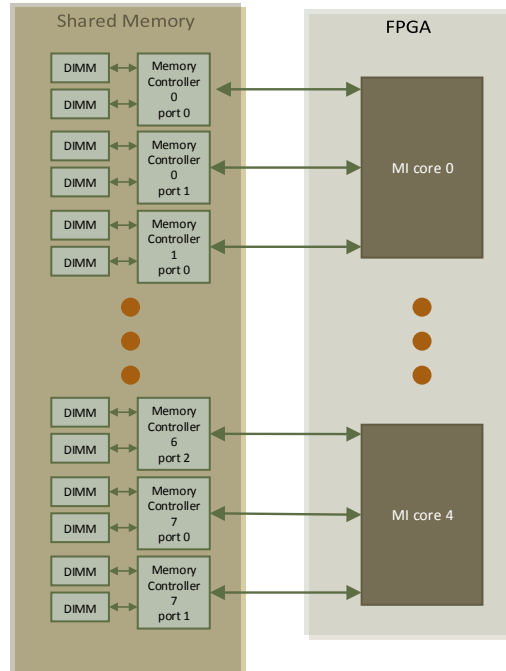 Shared Memory
FPGA
DIMM
DIMM
Memory
Controller
0
port 0
DIMM
DIMM
Memory
Controller
0
port 1
DIMM
DIMM
Memory
Controller
1
port 0
MI core 0
DIMM
DIMM
Memory
Controller
6
port 2
DIMM
DIMM
Memory
Controller
7
port 0
DIMM
DIMM
Memory
Controller
7
port 1
MI core 4